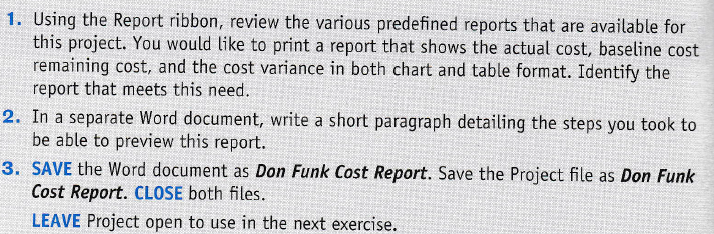 1. Using the Report ribbon, review the various predefined reports that are available for
this project. You would like to print a report that shows the actual cost, baseline cost
remaining cost, and the cost variance in both chart and table format. Identify the
report that meets this need.
2. In a separate Word document, write a short paragraph detailing the steps you took to
be able to preview this report.
3. SAVE the Word document as Don Funk Cost Report. Save the Project file as Don Funk
Cost Report. CLOSE both files.
LEAVE Project open to use in the next exercise.